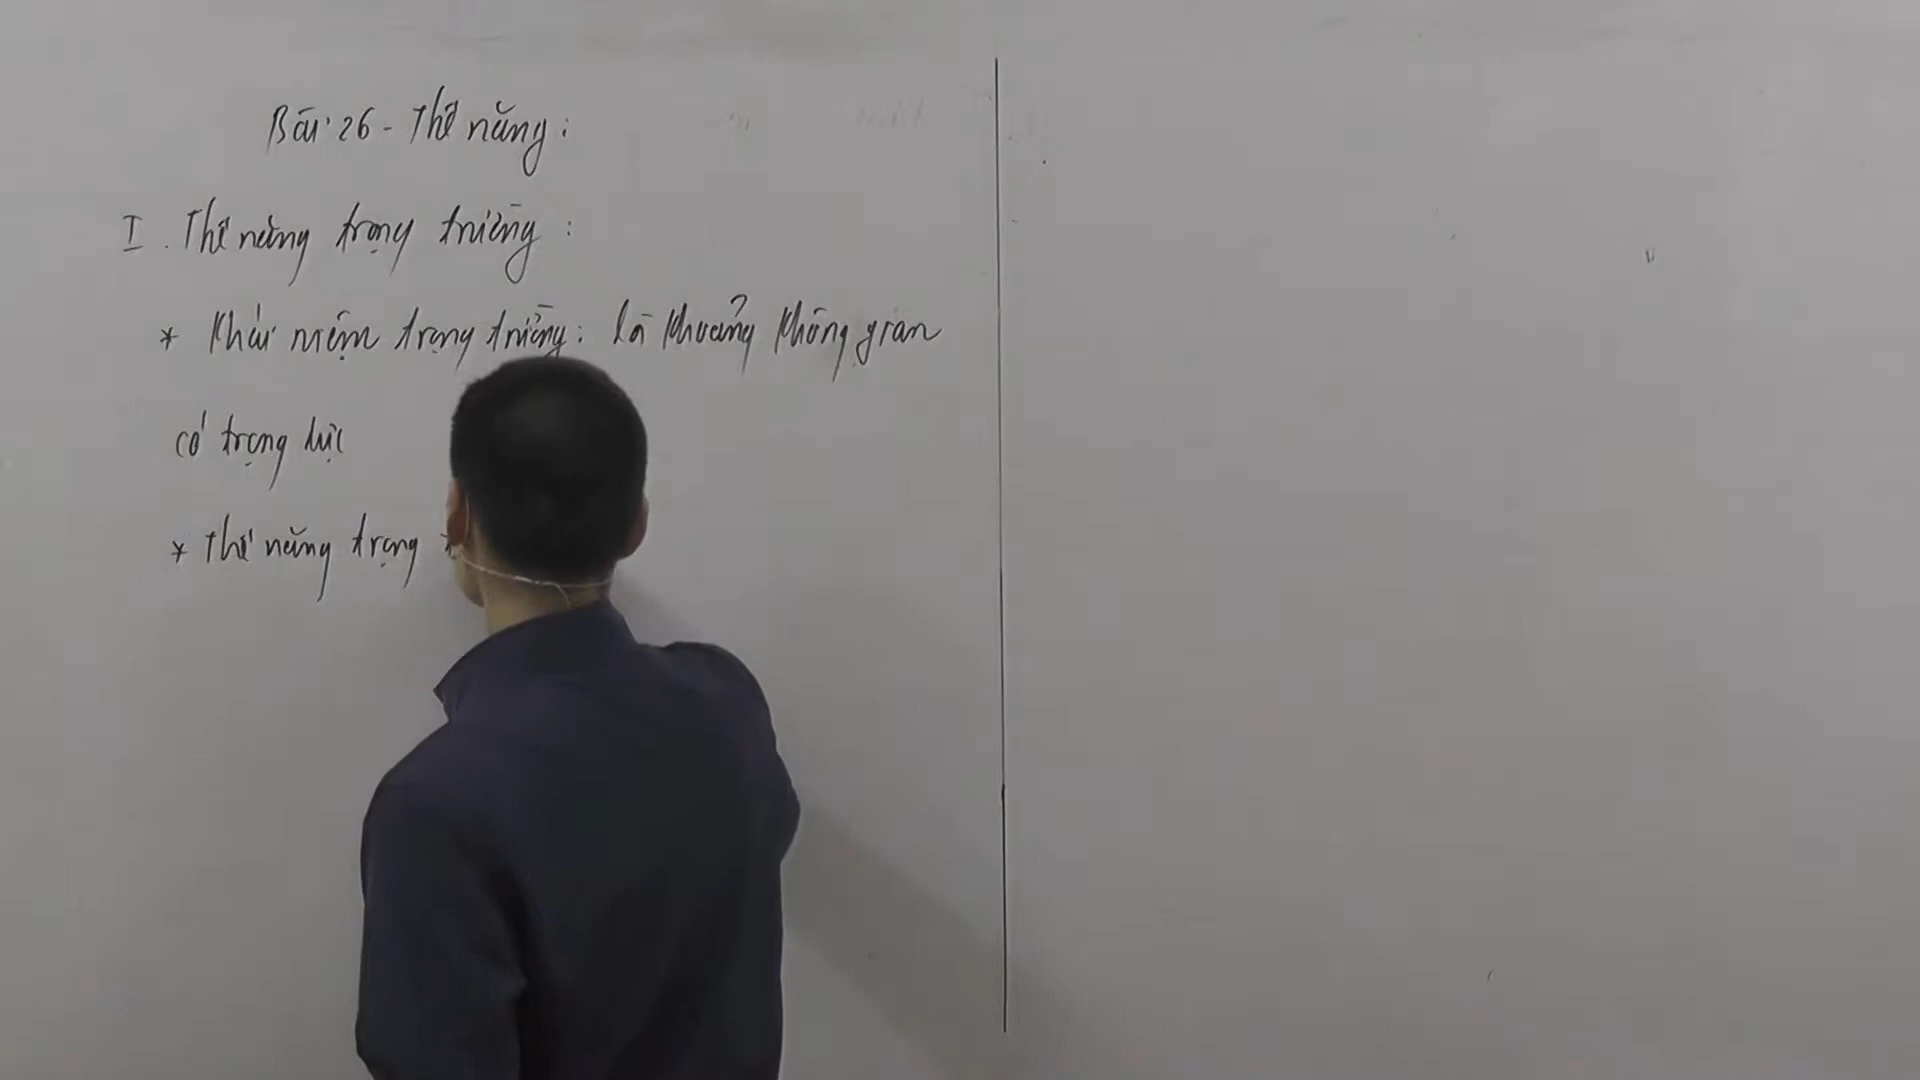 Bài 26 - Thế năng:
I. Thế năng trọng trường:
* Khái niệm trọng trường: là khoảng không gian
có trọng lực
* Thế năng trọng